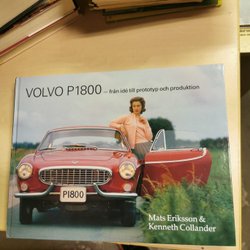 VOLVO P1800 – från idé till prototyp och produktion
P1800
Mats Eriksson &
Kenneth Collander